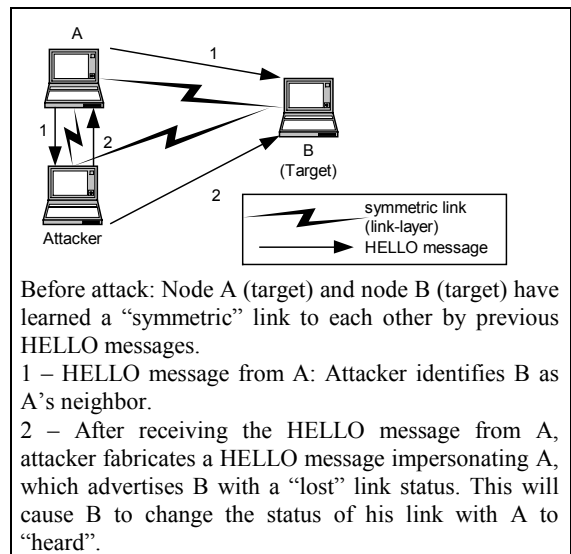 A
1
1
2
B
(Target)
2
Attacker
symmetric link
(link-layer)
HELLO message
Before attack: Node A (target) and node B (target) have
learned a “symmetric” link to each other by previous
HELLO messages.
1 – HELLO message from A: Attacker identifies B as
A’s neighbor.
2 – After receiving the HELLO message from A,
attacker fabricates a HELLO message impersonating A,
which advertises B with a “lost” link status. This will
cause B to change the status of his link with A to
“heard”.